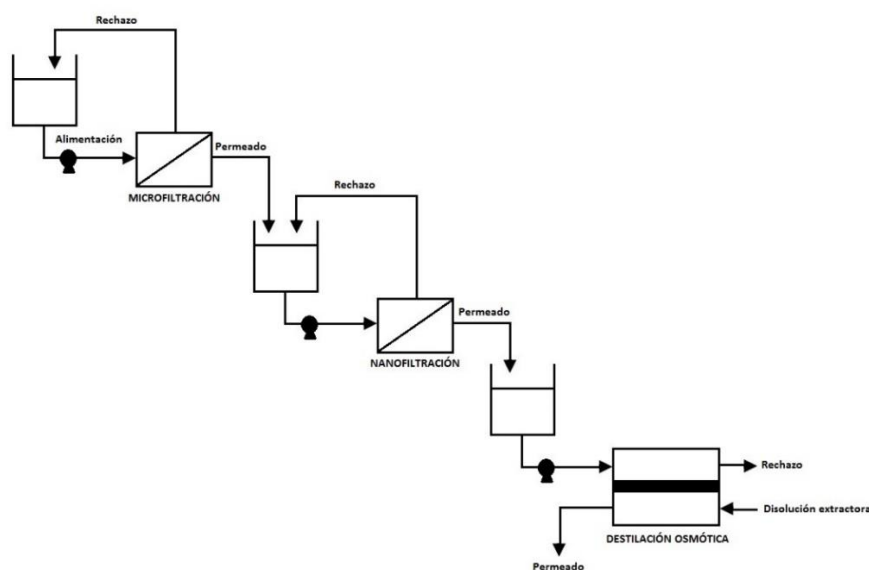 Rechazo
Alimentación
Permeado
MICROFILTRACIÓN
Rechazo
Permeado
NANOFILTRACIÓN
Rechazo
Disolución extractora
DESTILACIÓN OSMÓTICA
Permeado